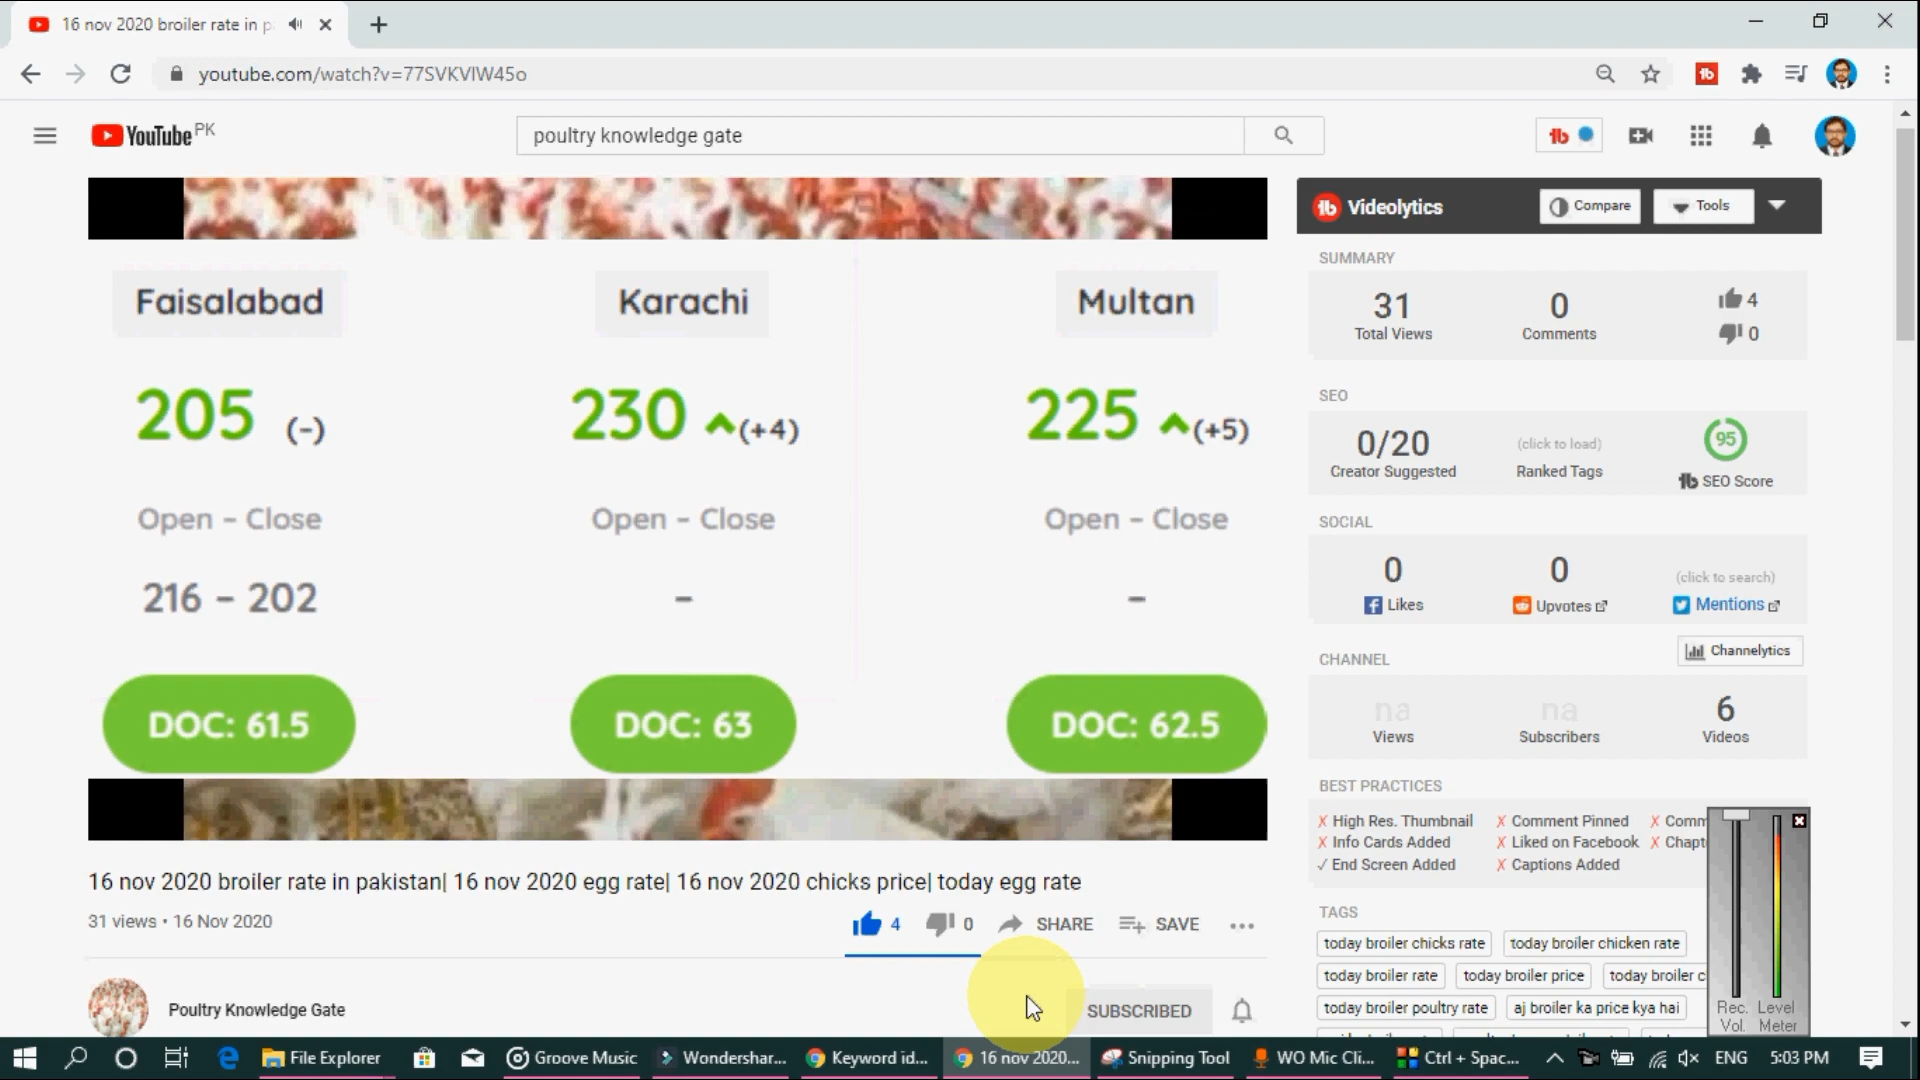 16 nov 2020 broiler rate in p
youtube.com/watch?v=77SVKVlW45o
YouTube PK
poultry knowledge gate
Faisalabad
Karachi
Multan
205 (-)
230 (+4)
225 (+5)
Open - Close
Open - Close
Open - Close
216 - 202
-
-
DOC: 61.5
DOC: 63
DOC: 62.5
16 nov 2020 broiler rate in pakistan| 16 nov 2020 egg rate| 16 nov 2020 chicks price| today egg rate
31 views • 16 Nov 2020
4
0
SHARE
SAVE
Poultry Knowledge Gate
SUBSCRIBED
Videolytics
Compare
Tools
SUMMARY
31
0
4
Total Views
Comments
0
SEO
0/20
(click to load)
95
Creator Suggested
Ranked Tags
SEO Score
SOCIAL
0
0
(click to search)
Likes
Upvotes
Mentions
CHANNEL
Channelytics
na
na
6
Views
Subscribers
Videos
BEST PRACTICES
High Res. Thumbnail
Comment Pinned
Comm
Info Cards Added
Liked on Facebook
Chapt
End Screen Added
Captions Added
TAGS
today broiler chicks rate
today broiler chicken rate
today broiler rate
today broiler price
today broiler c
today broiler poultry rate
aj broiler ka price kya hai
Rec. Vol.
Level Meter
File Explorer
Groove Music
Wondershar...
Keyword id...
16 nov 2020...
Snipping Tool
WO Mic Cli...
Ctrl + Spac...
ENG
5:03 PM